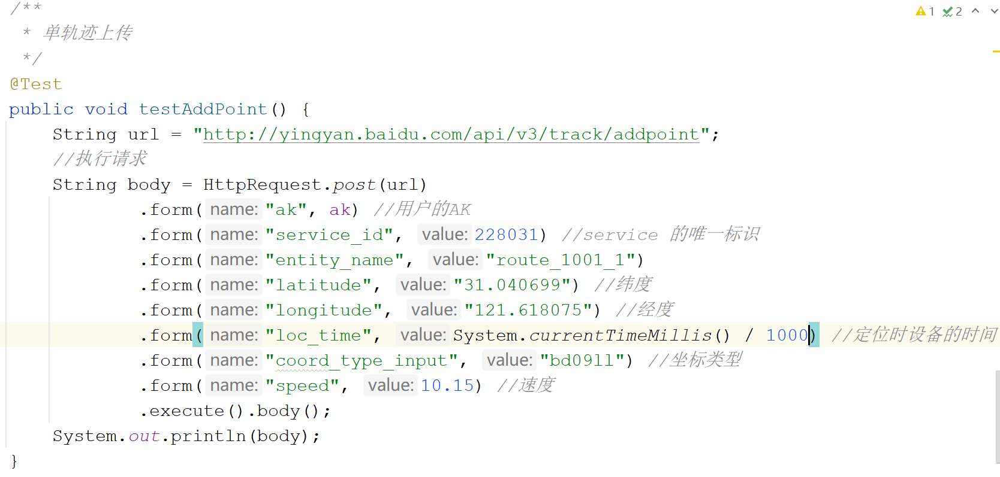 /**
 * 单轨迹上传
 */
@Test
public void testAddPoint() {
    String url = "http://yingyan.baidu.com/api/v3/track/addpoint";
    //执行请求
    String body = HttpRequest.post(url)
            .form( name: "ak", ak) //用户的AK
            .form( name: "service_id", value: 228031) //service 的唯一标识
            .form( name: "entity_name", value: "route_1001_1")
            .form( name: "latitude", value: "31.040699") //纬度
            .form( name: "longitude", value: "121.618075") //经度
            .form( name: "loc_time", value: System.currentTimeMillis() / 1000) //定位时设备的时间
            .form( name: "coord_type_input", value: "bd09ll") //坐标类型
            .form( name: "speed", value: 10.15) //速度
            .execute().body();
    System.out.println(body);
}
1 2